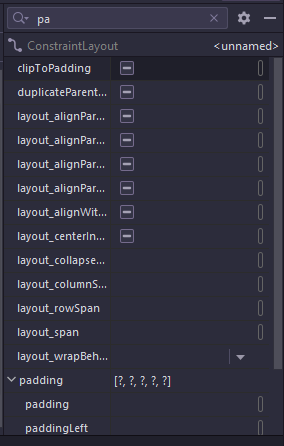 pa
ConstraintLayout <unnamed>
clipToPadding
duplicateParent...
layout_alignPar...
layout_alignPar...
layout_alignPar...
layout_alignPar...
layout_alignWit...
layout_centerIn...
layout_collapse...
layout_columnS...
layout_rowSpan
layout_span
layout_wrapBeh...
padding [?, ?, ?, ?, ?]
padding
paddingLeft